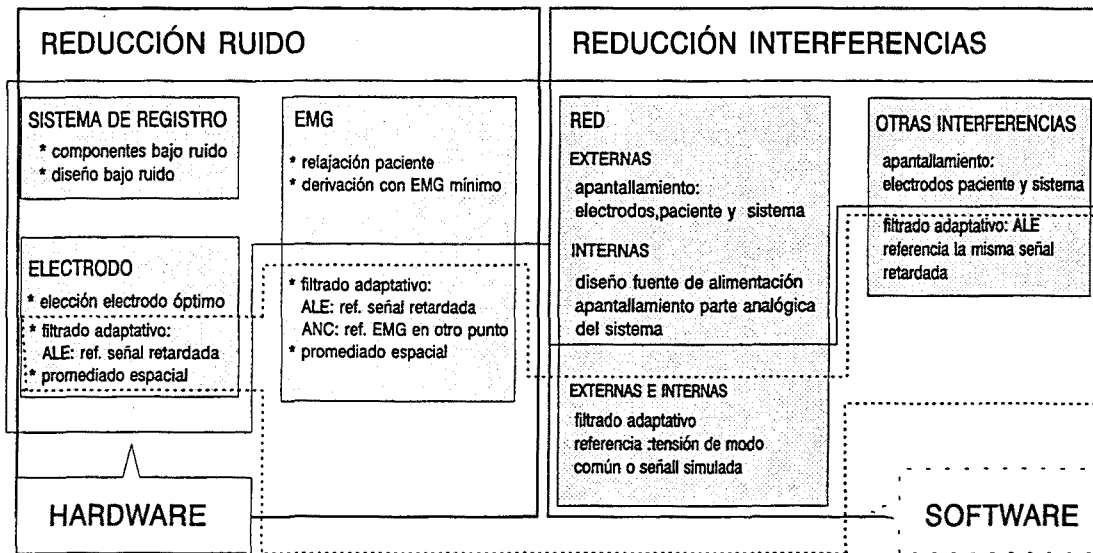 REDUCCIÓN RUIDO
SISTEMA DE REGISTRO
* componentes bajo ruido
* diseño bajo ruido
ELECTRODO
* elección electrodo óptimo
* filtrado adaptativo:
ALE: ref. señal retardada
* promediado espacial
EMG
* relajación paciente
* derivación con EMG mínimo
* filtrado adaptativo:
ALE: ref. señal retardada
ANC: ref. EMG en otro punto
* promediado espacial
REDUCCIÓN INTERFERENCIAS
RED
EXTERNAS
apantallamiento:
electrodos,paciente y sistema
INTERNAS
diseño fuente de alimentación
apantallamiento parte analógica
del sistema
EXTERNAS E INTERNAS
filtrado adaptativo
referencia :tensión de modo
común o señall simulada
OTRAS INTERFERENCIAS
apantallamiento:
electrodos paciente y sistema
filtrado adaptativo: ALE
referencia la misma señal
retardada
HARDWARE
SOFTWARE